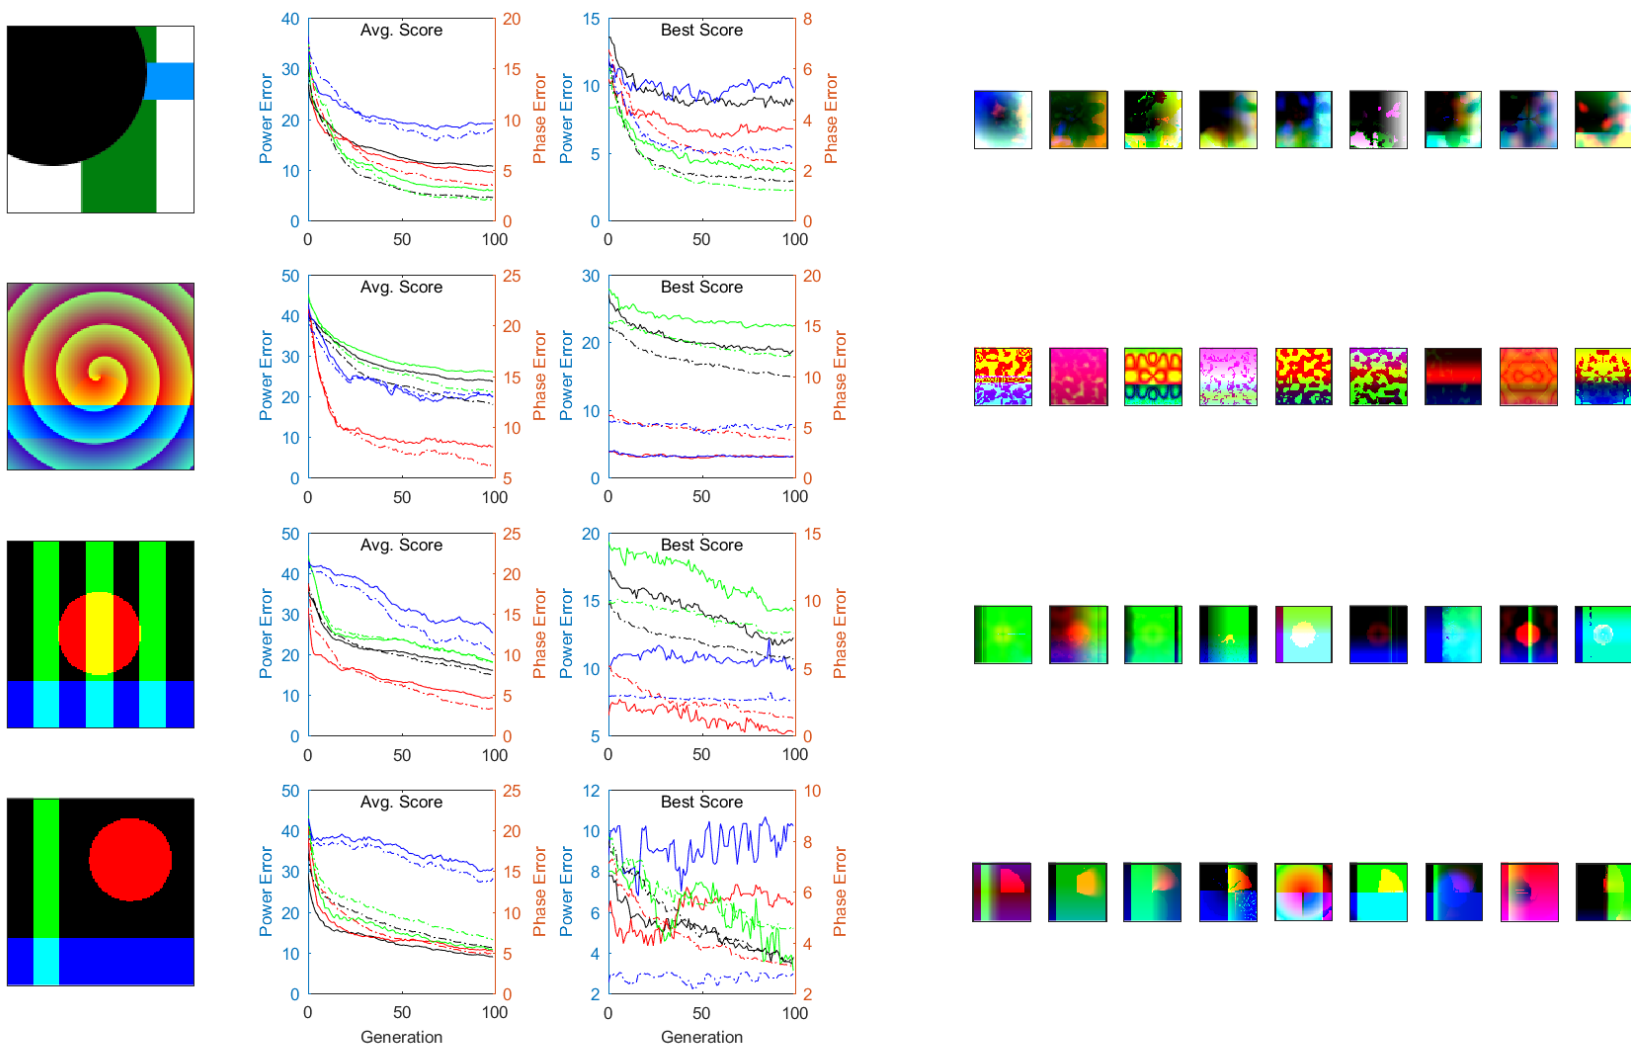 40 20 15 8
Avg. Score Best Score
30 15 6
10
20 10 4
5
10 5 2
0 0 0 0
0 50 100 0 50 100
Power Error Phase Error Power Error Phase Error
50 25 30 20
Avg. Score Best Score
40 20 15
20
30 15 10
20
10
10 10 5
0 5 0 0
0 50 100 0 50 100
Power Error Phase Error Power Error Phase Error
50 25 20 15
Avg. Score Best Score
40 20
15 10
30 15
20 10
10 5
10 5
0 0 5 0
0 50 100 0 50 100
Power Error Phase Error Power Error Phase Error
50 25 12 10
Avg. Score Best Score
40 20 10 8
30 15 8
6
20 10 6
4
10 5 4
0 0 2 2
0 50 100 0 50 100
Power Error Phase Error Power Error Phase Error
Generation Generation